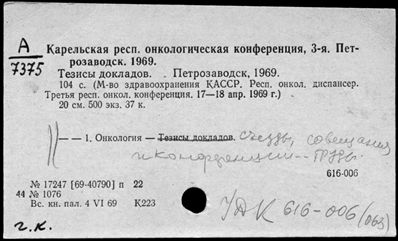 А
7375
Карельская респ. онкологическая конференция, 3-я. Пет-
розаводск. 1969.
Тезисы докладов. Петрозаводск, 1969.
104 с. (М-во здравоохранения КАССР. Респ. онкол. диспансер.
Третья респ. онкол. конференция. 17—18 апр. 1969 г.)
20 см. 500 экз. 37 к.
— 1. Онкология — Тезисы докладов. съезды, совещания
и конференции — труды.
616-006
№ 17247 [69-40790] п 22
44 № 1076
Вс. кн. пал. 4 VI 69 К223
г. к.
УДК 616-006 (063)